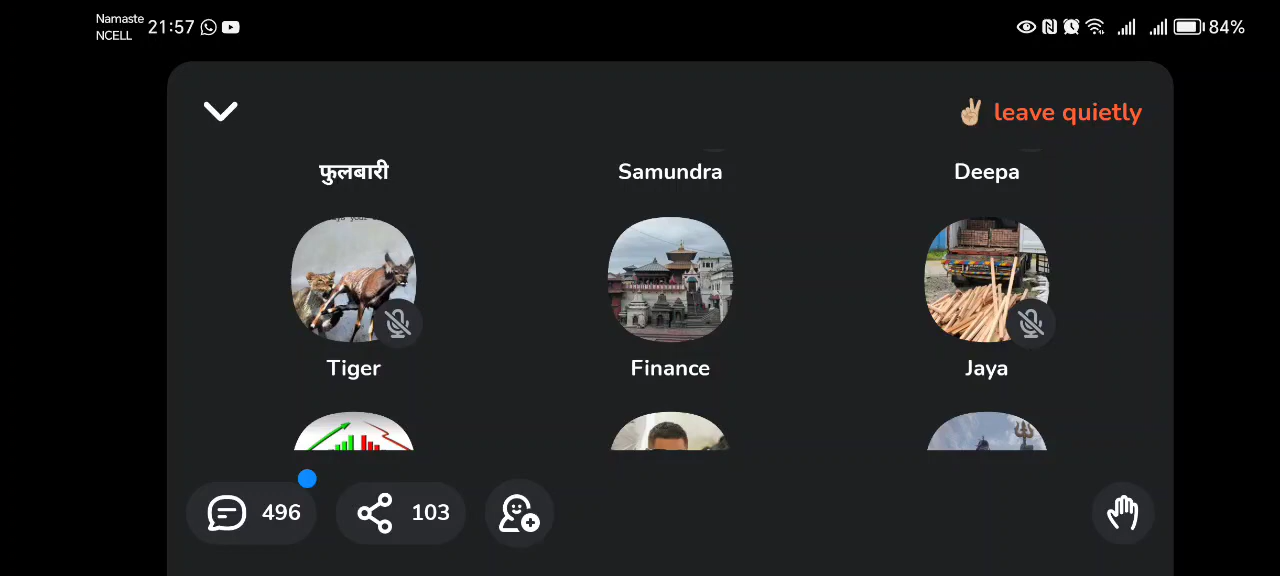 Namaste
NCELL
21:57
84%
✌🏼 leave quietly
फुलबारी
Samundra
Deepa
Tiger
Finance
Jaya
496
103